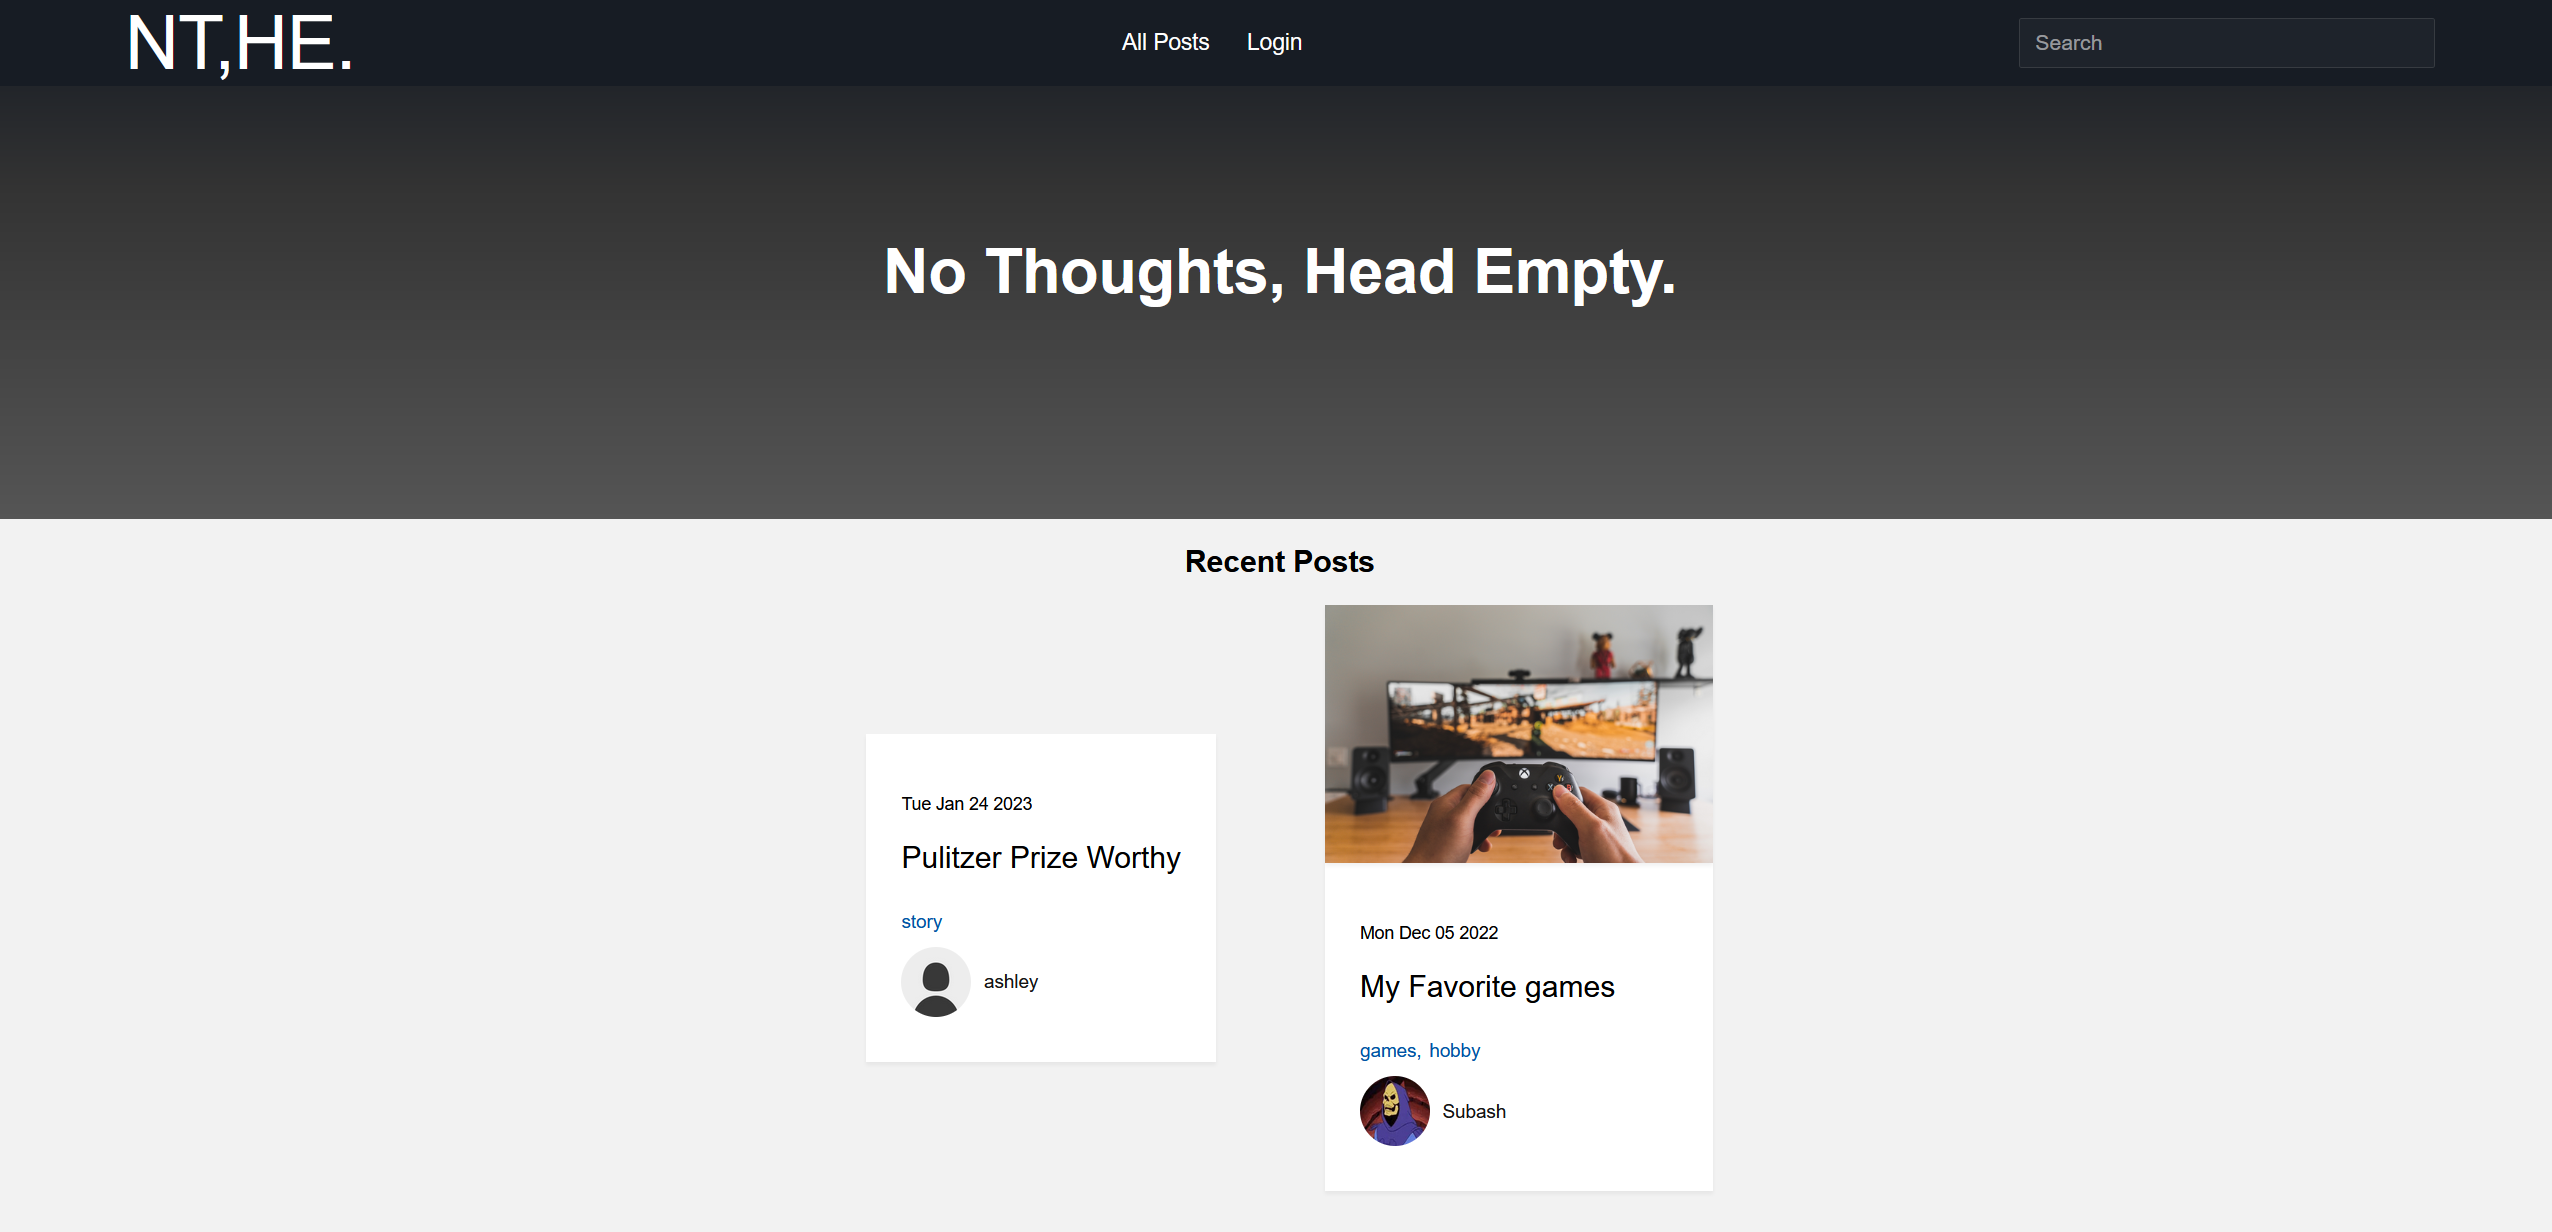 NT,HE.
All Posts
Login
Search
No Thoughts, Head Empty.
Recent Posts
Tue Jan 24 2023
Pulitzer Prize Worthy
story
ashley
Mon Dec 05 2022
My Favorite games
games, hobby
Subash